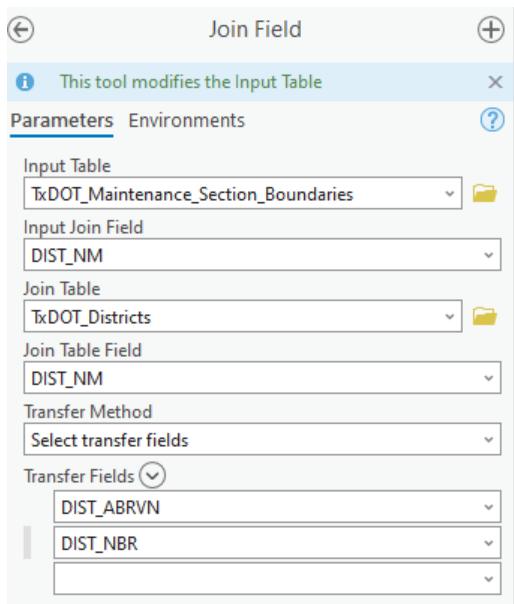 Join Field
This tool modifies the Input Table
Parameters Environments
Input Table
TxDOT_Maintenance_Section_Boundaries
Input Join Field
DIST_NM
Join Table
TxDOT_Districts
Join Table Field
DIST_NM
Transfer Method
Select transfer fields
Transfer Fields
DIST_ABRVN
DIST_NBR